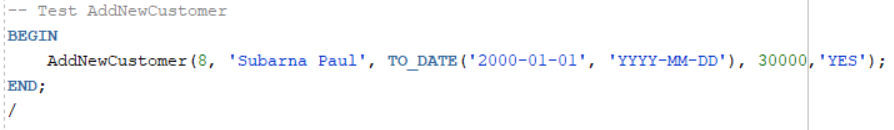 -- Test AddNewCustomer
BEGIN
    AddNewCustomer(8, 'Subarna Paul', TO_DATE('2000-01-01', 'YYYY-MM-DD'), 30000,'YES');
END;
/